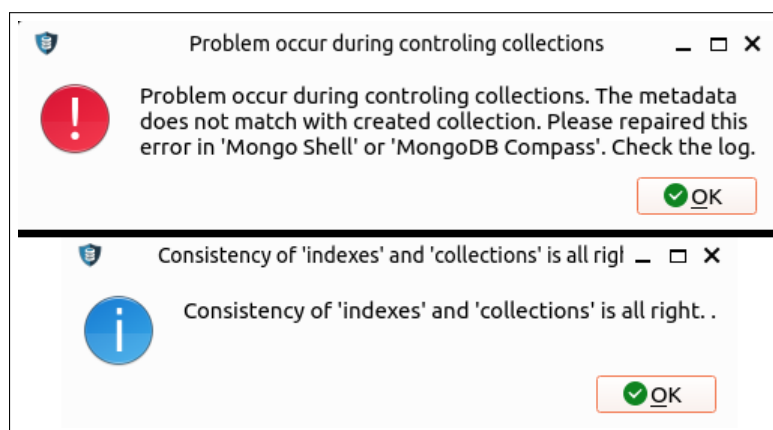 Problem occur during controling collections
Problem occur during controling collections. The metadata
does not match with created collection. Please repaired this
error in 'Mongo Shell' or 'MongoDB Compass'. Check the log.
OK
Consistency of 'indexes' and 'collections' is all righ
Consistency of 'indexes' and 'collections' is all right. .
OK